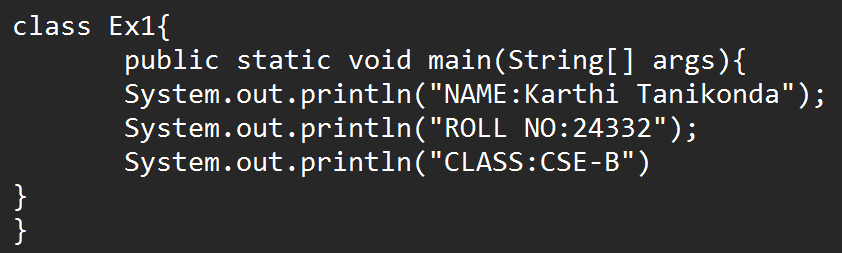 class Ex1{
        public static void main(String[] args){
        System.out.println("NAME:Karthi Tanikonda");
        System.out.println("ROLL NO:24332");
        System.out.println("CLASS:CSE-B")
}
}